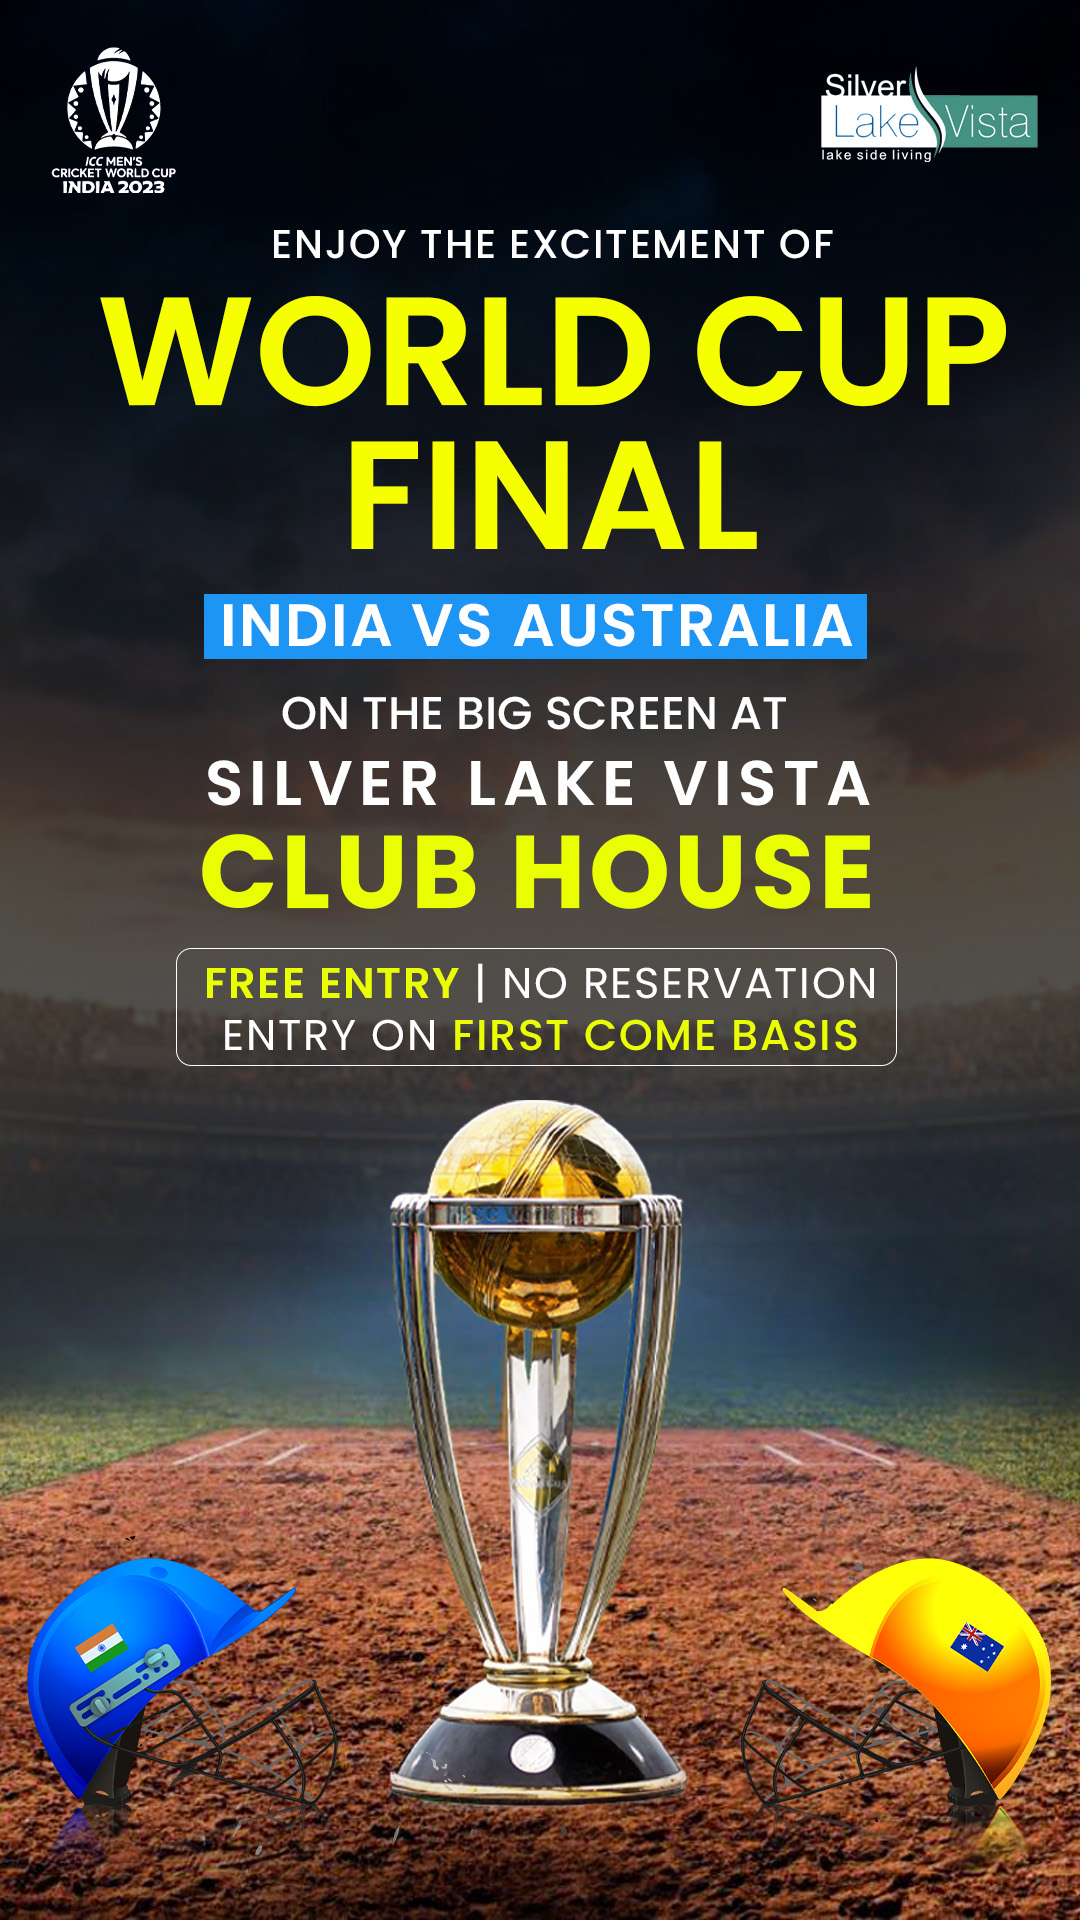 ICC MEN'S
CRICKET WORLD CUP
INDIA 2023
Silver
Lake Vista
lake side living
ENJOY THE EXCITEMENT OF
WORLD CUP
FINAL
INDIA VS AUSTRALIA
ON THE BIG SCREEN AT
SILVER LAKE VISTA
CLUB HOUSE
FREE ENTRY | NO RESERVATION
ENTRY ON FIRST COME BASIS